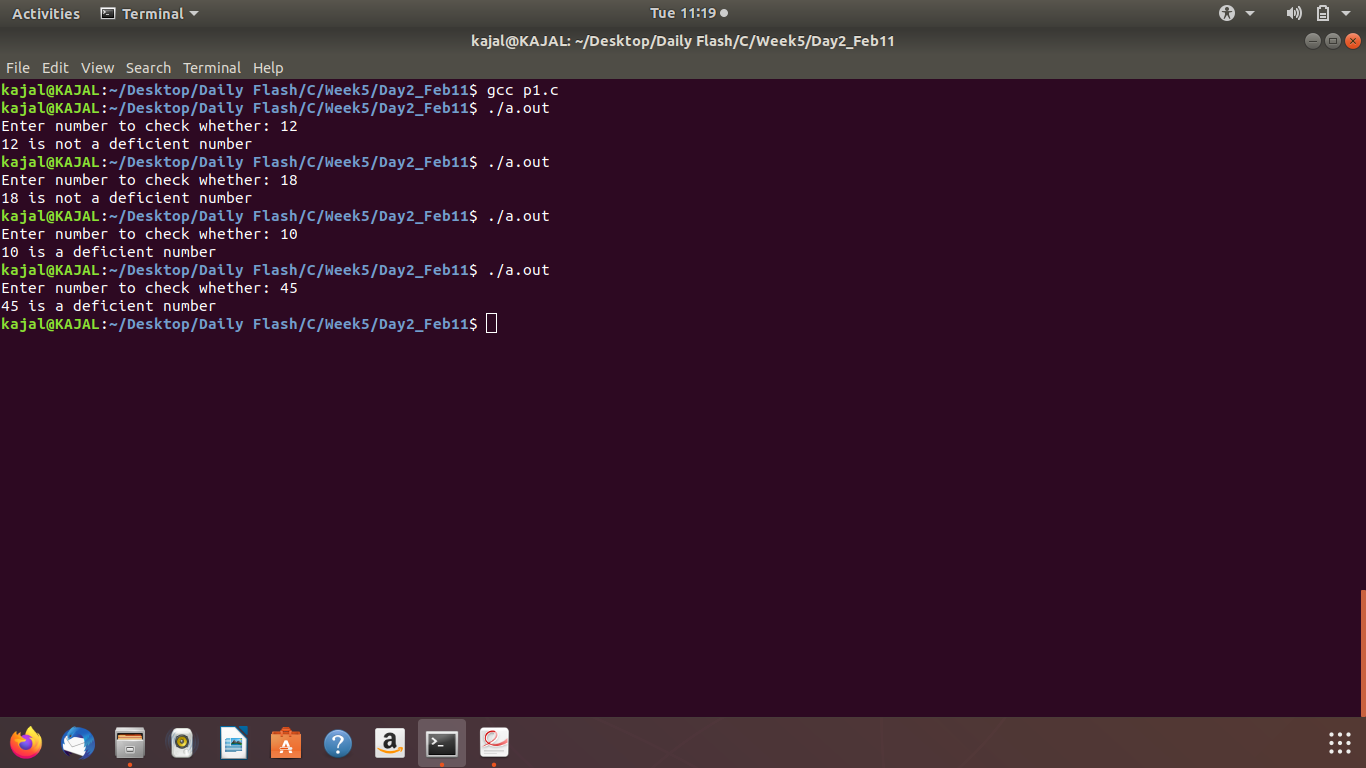 Activities Terminal Tue 11:19
kajal@KAJAL: ~/Desktop/Daily Flash/C/Week5/Day2_Feb11
File Edit View Search Terminal Help
kajal@KAJAL:~/Desktop/Daily Flash/C/Week5/Day2_Feb11$ gcc p1.c
kajal@KAJAL:~/Desktop/Daily Flash/C/Week5/Day2_Feb11$ ./a.out
Enter number to check whether: 12
12 is not a deficient number
kajal@KAJAL:~/Desktop/Daily Flash/C/Week5/Day2_Feb11$ ./a.out
Enter number to check whether: 18
18 is not a deficient number
kajal@KAJAL:~/Desktop/Daily Flash/C/Week5/Day2_Feb11$ ./a.out
Enter number to check whether: 10
10 is a deficient number
kajal@KAJAL:~/Desktop/Daily Flash/C/Week5/Day2_Feb11$ ./a.out
Enter number to check whether: 45
45 is a deficient number
kajal@KAJAL:~/Desktop/Daily Flash/C/Week5/Day2_Feb11$